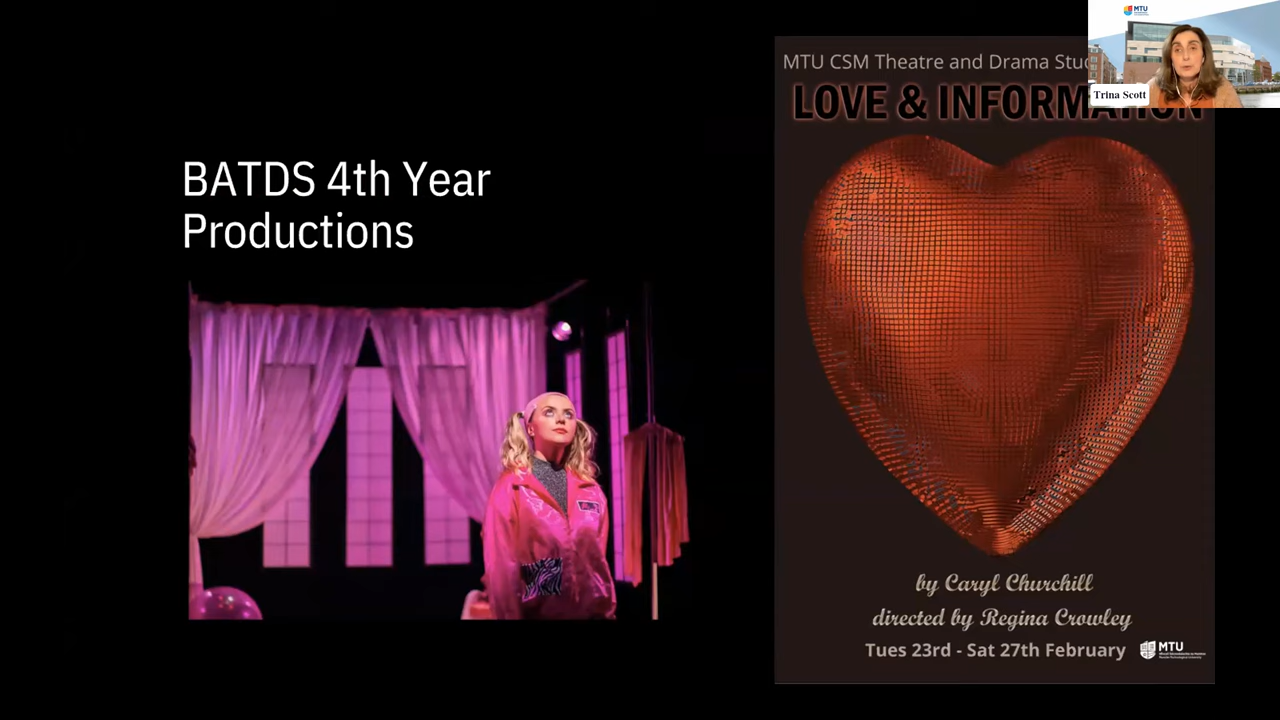 BATDS 4th Year
Productions
MTU CSM Theatre and Drama
LOVE & INFORMATION
by Caryl Churchill
directed by Regina Crowley
Tues 23rd - Sat 27th February
MTU
MTU
Trina Scott